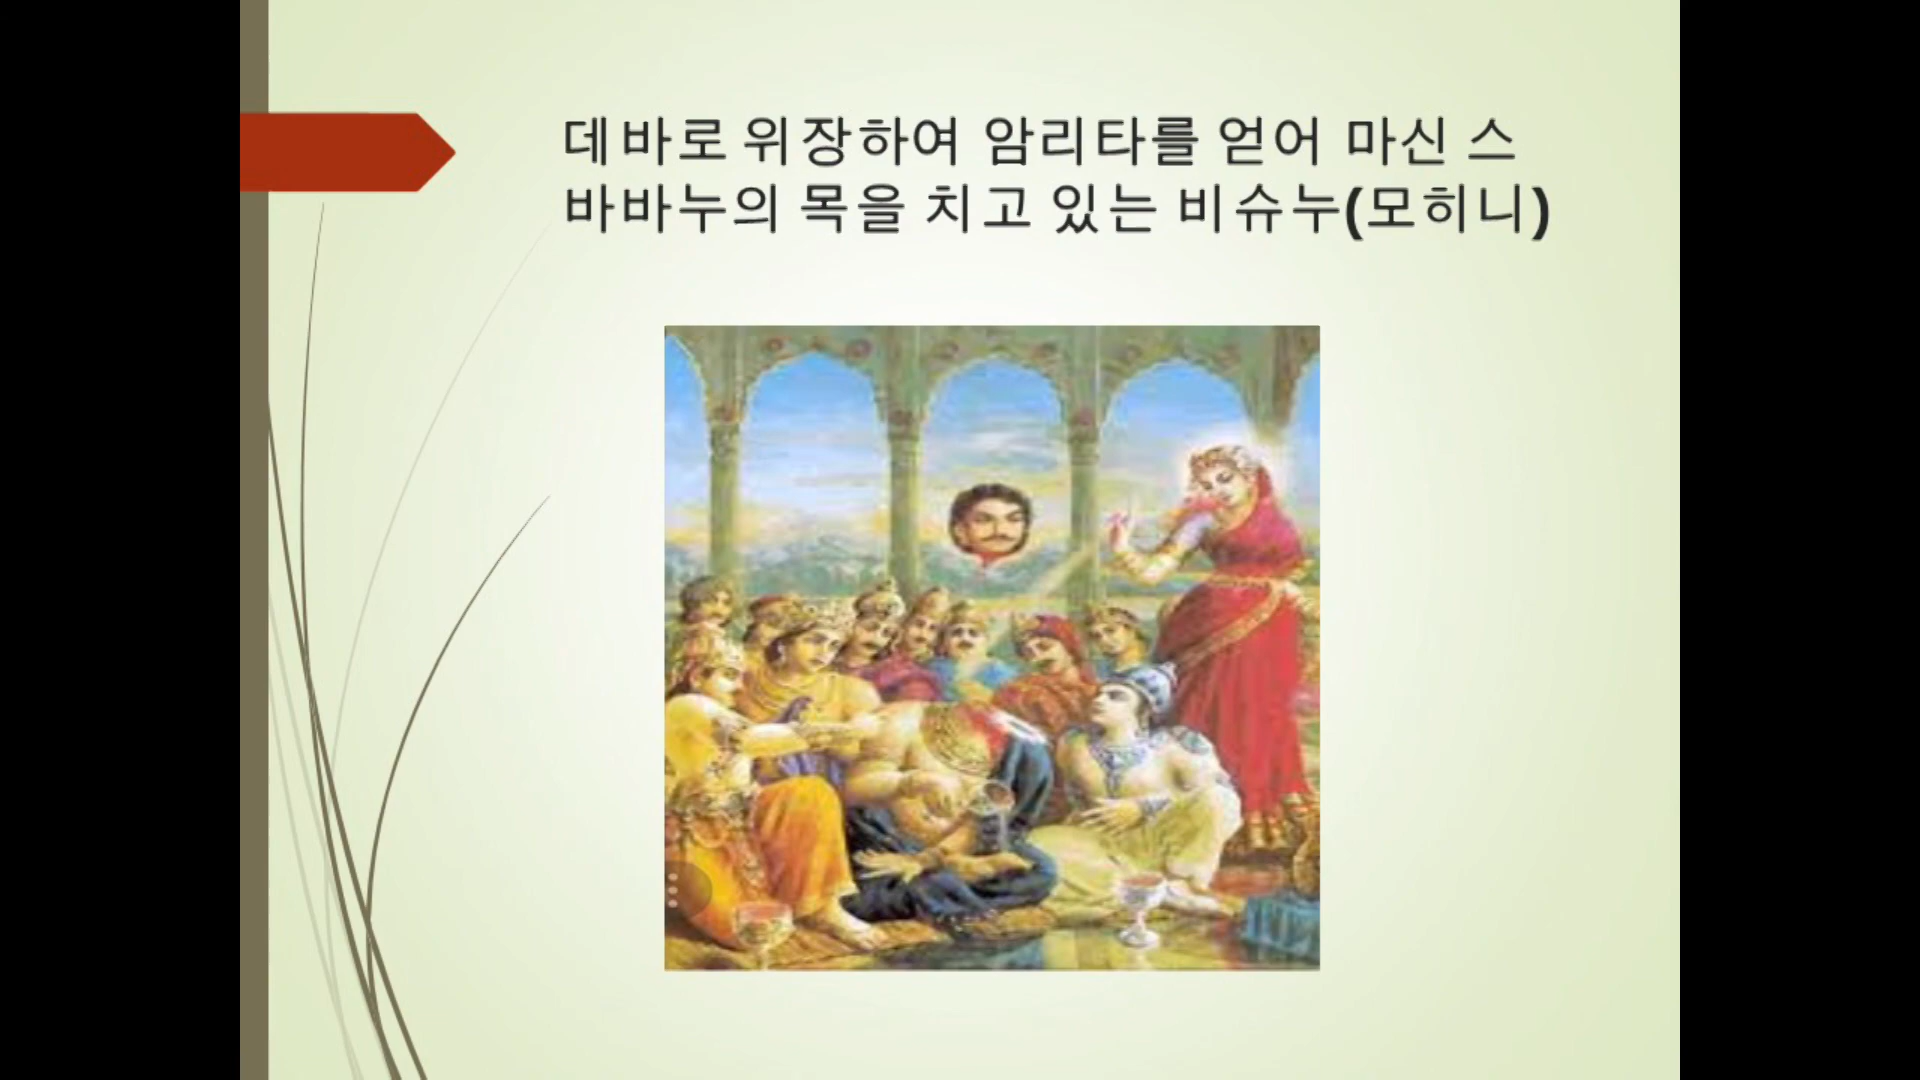 데바로 위장하여 암리타를 얻어 마신 스
바바누의 목을 치고 있는 비슈누(모히니)